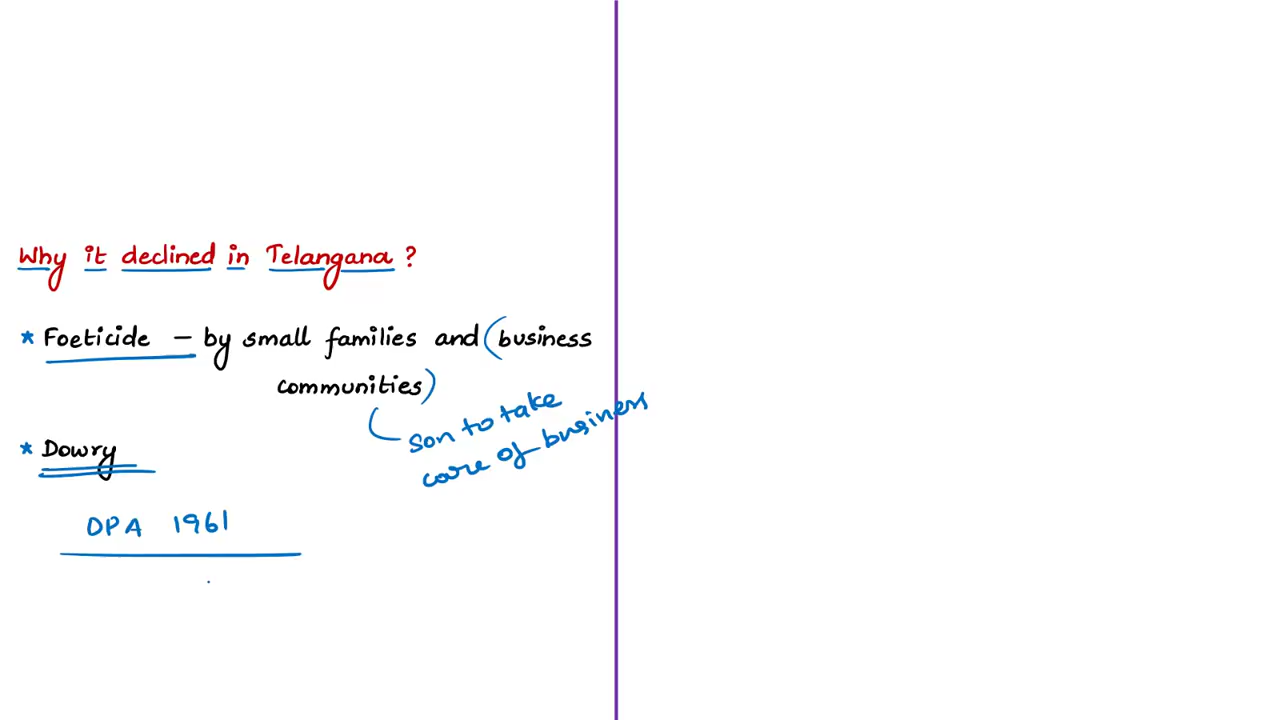 Why it declined in Telangana ?
* Foeticide – by small families and (business
communities)
son to take
care of business
* Dowry
DPA 1961